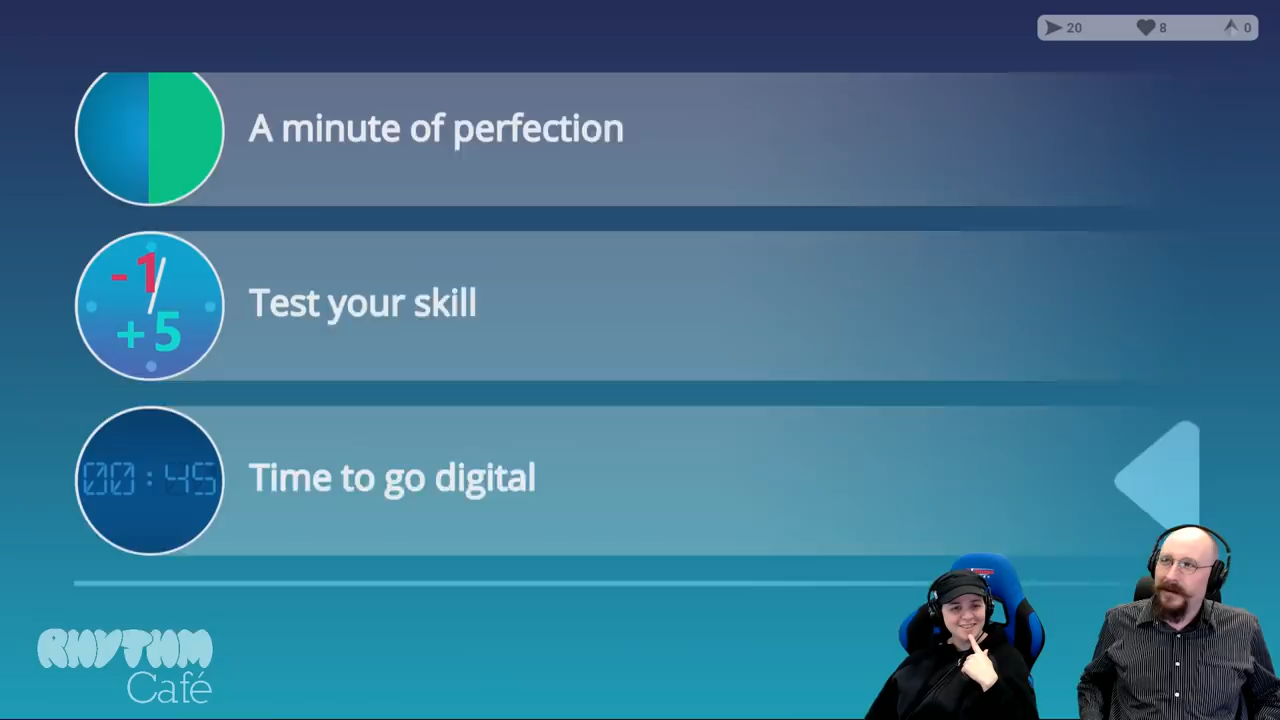 20 8 0
A minute of perfection
-1/
+5
Test your skill
00:45
Time to go digital
RHYTHM
Café